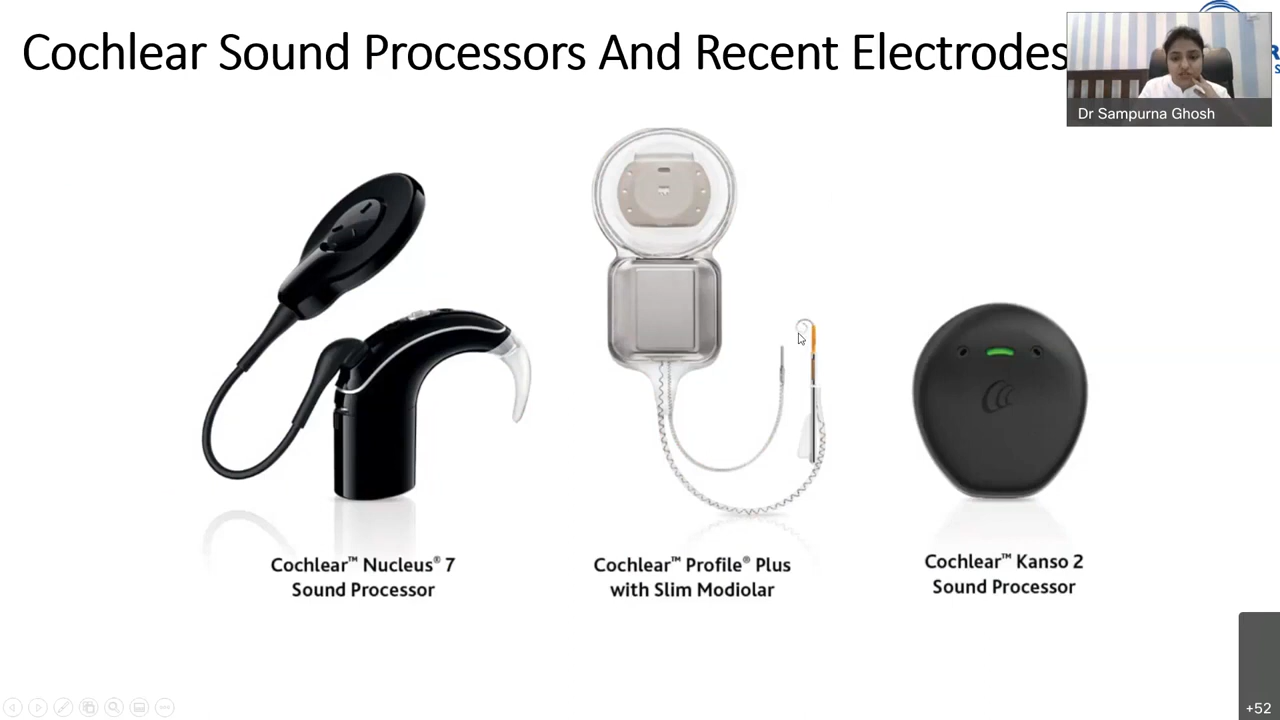 Cochlear Sound Processors And Recent Electrodes
Dr Sampurna Ghosh
Cochlear™ Nucleus® 7
Sound Processor
Cochlear™ Profile® Plus
with Slim Modiolar
Cochlear™ Kanso 2
Sound Processor
+52